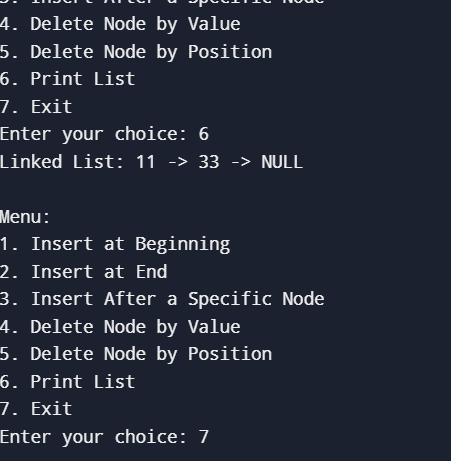 3. Insert After a Specific Node
4. Delete Node by Value
5. Delete Node by Position
6. Print List
7. Exit
Enter your choice: 6
Linked List: 11 -> 33 -> NULL
Menu:
1. Insert at Beginning
2. Insert at End
3. Insert After a Specific Node
4. Delete Node by Value
5. Delete Node by Position
6. Print List
7. Exit
Enter your choice: 7